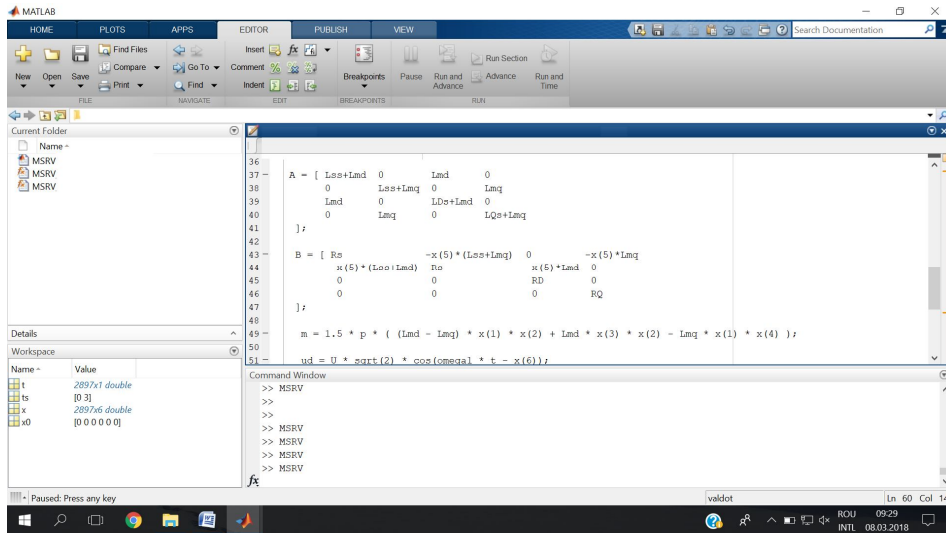 MATLAB
HOME PLOTS APPS EDITOR PUBLISH VIEW Search Documentation
Find Files Insert fx
Compare Go To Comment % Run Section
New Open Save Print Find Indent Breakpoints Pause Run and Advance Advance Run and Time
FILE NAVIGATE EDIT BREAKPOINTS RUN
Current Folder
Name
MSRV
MSRV
MSRV
Details
Workspace
Name Value
t 2897x1 double
ts [0 3]
x 2897x6 double
x0 [0 0 0 0 0 0]
36
37 - A = [ Lss+Lmd 0 Lmd 0
38 0 Lss+Lmq 0 Lmq
39 Lmd 0 LDs+Lmd 0
40 0 Lmq 0 LQs+Lmq
41 ];
42
43 - B = [ Rs -x(5)*(Lss+Lmq) 0 -x(5)*Lmq
44 x(5)*(Lss+Lmd) Rs x(5)*Lmd 0
45 0 0 RD 0
46 0 0 0 RQ
47 ];
48
49 - m = 1.5 * p * ( (Lmd - Lmq) * x(1) * x(2) + Lmd * x(3) * x(2) - Lmq * x(1) * x(4) );
50
51 - ud = U * sqrt(2) * cos(omega1 * t - x(6));
Command Window
>> MSRV
>>
>>
>> MSRV
>> MSRV
>> MSRV
>> MSRV
fx
Paused: Press any key valdot Ln 60 Col 14
ROU 09:29
INTL 08.03.2018